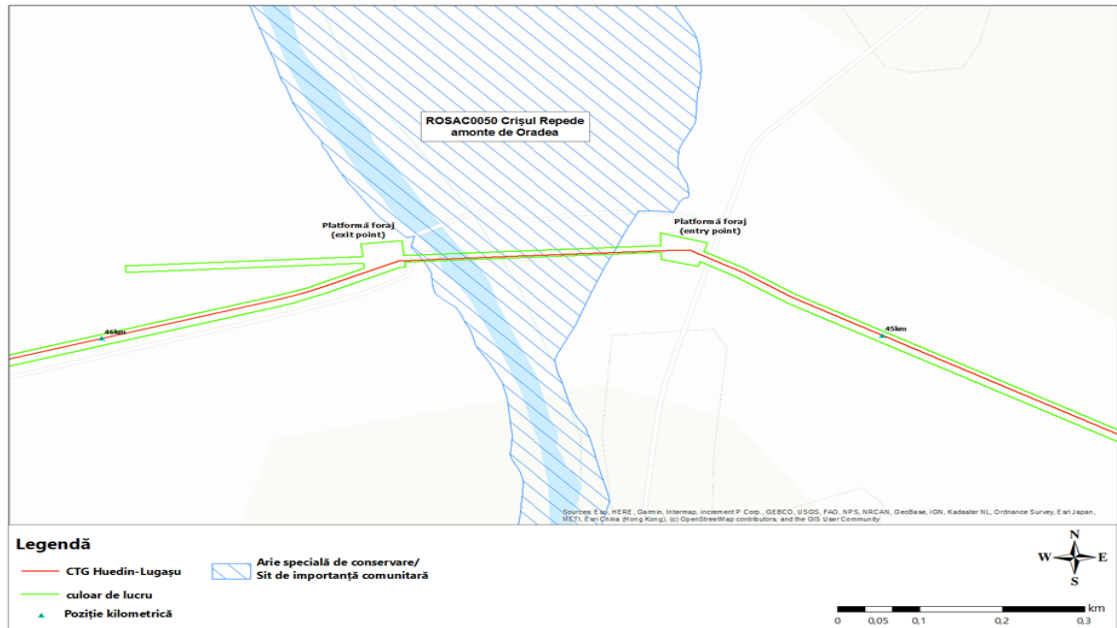 ROSAC0050 Crișul Repede
amonte de Oradea
Platformă foraj
(exit point)
Platformă foraj
(entry point)
46km
45km
Sources: Esri, HERE, Garmin, Intermap, increment P Corp., GEBCO, USGS, FAO, NPS, NRCAN, GeoBase, IGN, Kadaster NL, Ordnance Survey, Esri Japan,
METI, Esri China (Hong Kong), (c) OpenStreetMap contributors, and the GIS User Community
Legendă
CTG Huedin-Lugașu
culoar de lucru
Poziție kilometrică
Arie specială de conservare/
Sit de importanță comunitară
N
W E
S
km
0 0,05 0,1 0,2 0,3